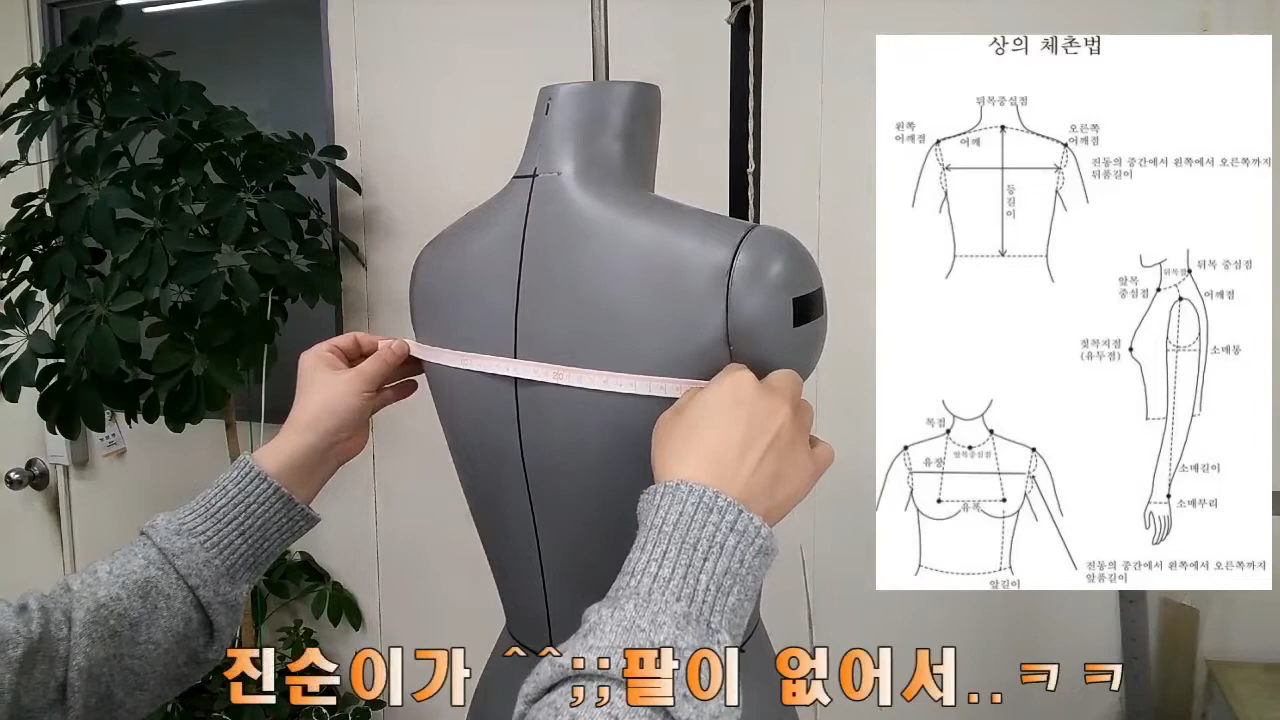 상의 체촌법
뒤목중심점
왼쪽
어깨점
어깨
오른쪽
어깨점
진동의 중간에서 왼쪽에서 오른쪽까지
뒤품길이
등길이
뒤목 중심점
뒤목점
앞목
중심점
어깨점
젖꼭지점
(유두점)
소매통
목점
앞목중심점
유장
유폭
소매길이
소매부리
진동의 중간에서 왼쪽에서 오른쪽까지
앞품길이
앞길이
20
진순이가 ^^;;팔이 없어서..ㅋㅋ